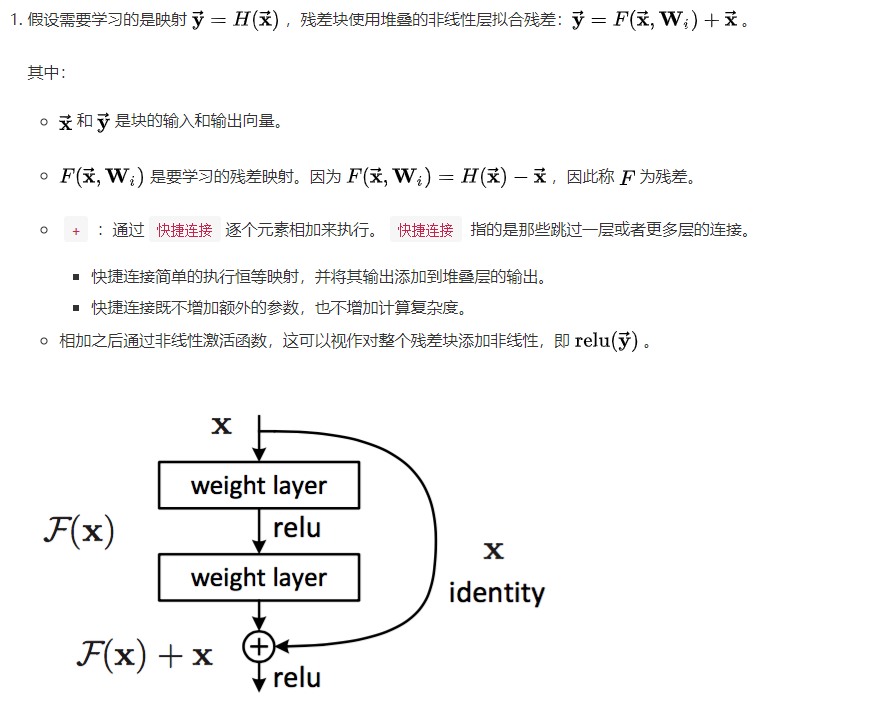 1. 假设需要学习的是映射 $\vec{\mathbf{y}} = H(\vec{\mathbf{x}})$ ，残差块使用堆叠的非线性层拟合残差：$\vec{\mathbf{y}} = F(\vec{\mathbf{x}}, \mathbf{W}_i) + \vec{\mathbf{x}}$ 。
其中：
$\vec{\mathbf{x}}$ 和 $\vec{\mathbf{y}}$ 是块的输入和输出向量。
$F(\vec{\mathbf{x}}, \mathbf{W}_i)$ 是要学习的残差映射。因为 $F(\vec{\mathbf{x}}, \mathbf{W}_i) = H(\vec{\mathbf{x}}) - \vec{\mathbf{x}}$ ，因此称 $F$ 为残差。
+ ：通过 快捷连接 逐个元素相加来执行。 快捷连接 指的是那些跳过一层或者更多层的连接。
快捷连接简单的执行恒等映射，并将其输出添加到堆叠层的输出。
快捷连接既不增加额外的参数，也不增加计算复杂度。
相加之后通过非线性激活函数，这可以视作对整个残差块添加非线性，即 $\mathrm{relu}(\vec{\mathbf{y}})$ 。
x
weight layer
F(x)
relu
weight layer
x
identity
F(x) + x
+
relu